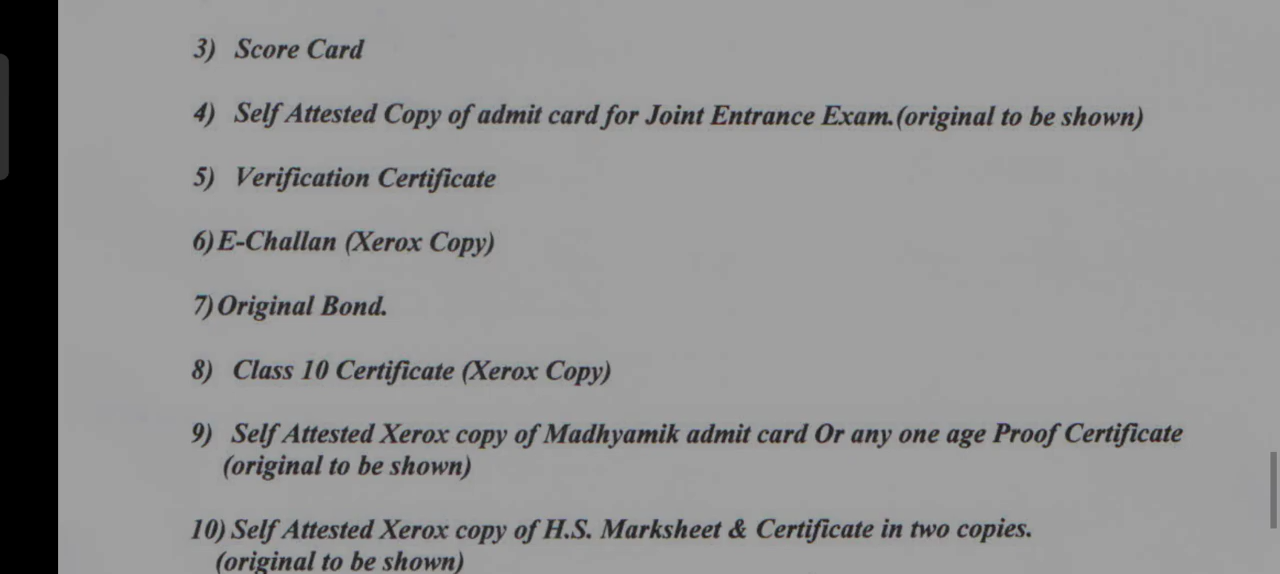 3) Score Card
4) Self Attested Copy of admit card for Joint Entrance Exam.(original to be shown)
5) Verification Certificate
6) E-Challan (Xerox Copy)
7) Original Bond.
8) Class 10 Certificate (Xerox Copy)
9) Self Attested Xerox copy of Madhyamik admit card Or any one age Proof Certificate
(original to be shown)
10) Self Attested Xerox copy of H.S. Marksheet & Certificate in two copies.
(original to be shown)